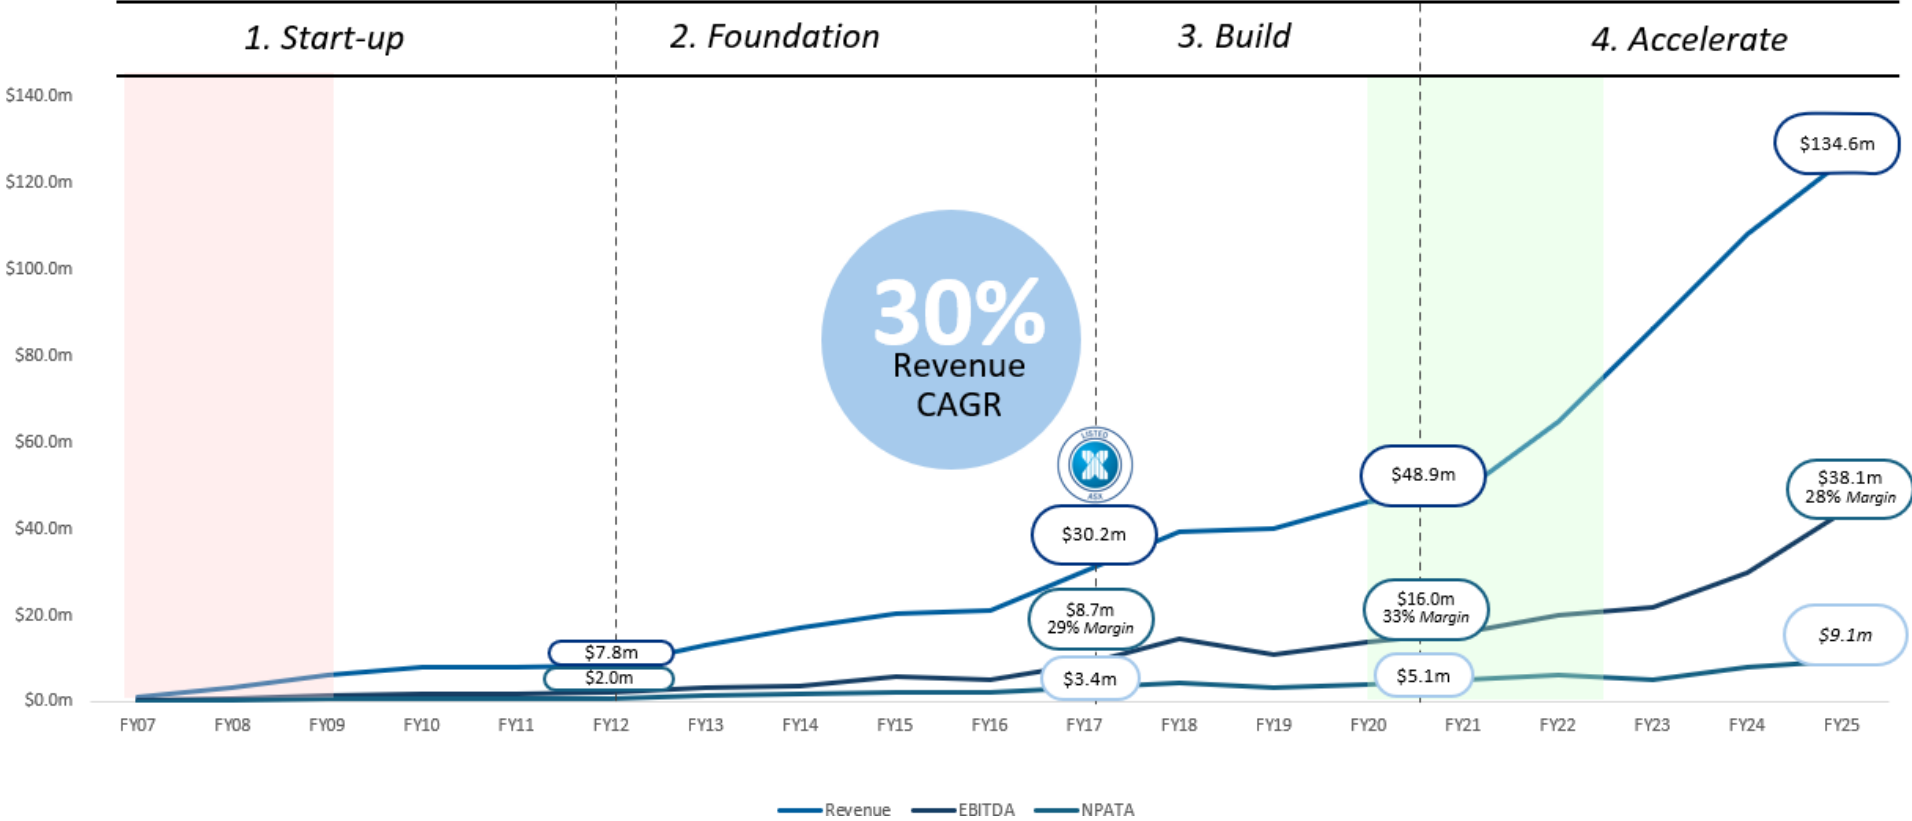 1. Start-up
2. Foundation
3. Build
4. Accelerate
$140.0m
$120.0m
$100.0m
$80.0m
$60.0m
$40.0m
$20.0m
$0.0m
30%
Revenue
CAGR
LISTED
ASX
$7.8m
$2.0m
$30.2m
$8.7m
29% Margin
$3.4m
$48.9m
$16.0m
33% Margin
$5.1m
$134.6m
$38.1m
28% Margin
$9.1m
FY07 FY08 FY09 FY10 FY11 FY12 FY13 FY14 FY15 FY16 FY17 FY18 FY19 FY20 FY21 FY22 FY23 FY24 FY25
Revenue EBITDA NPATA